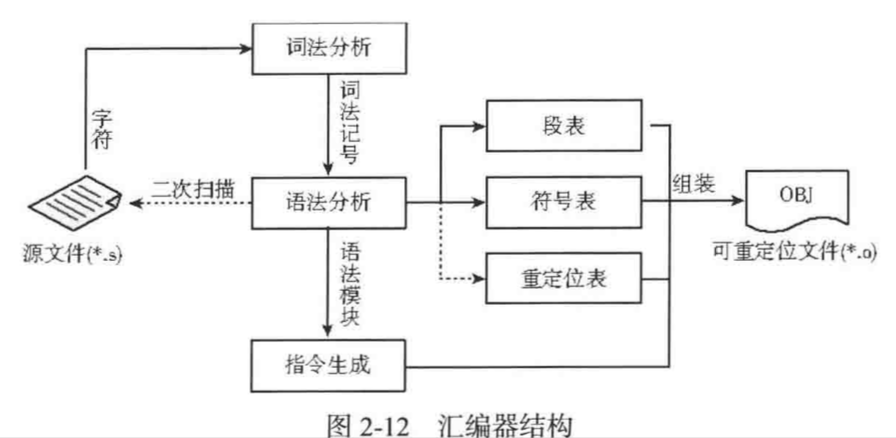 词法分析
字符
词法记号
段表
二次扫描
语法分析
符号表
组装
OBJ
源文件(*.s)
可重定位文件(*.o)
语法模块
重定位表
指令生成
图 2-12 汇编器结构